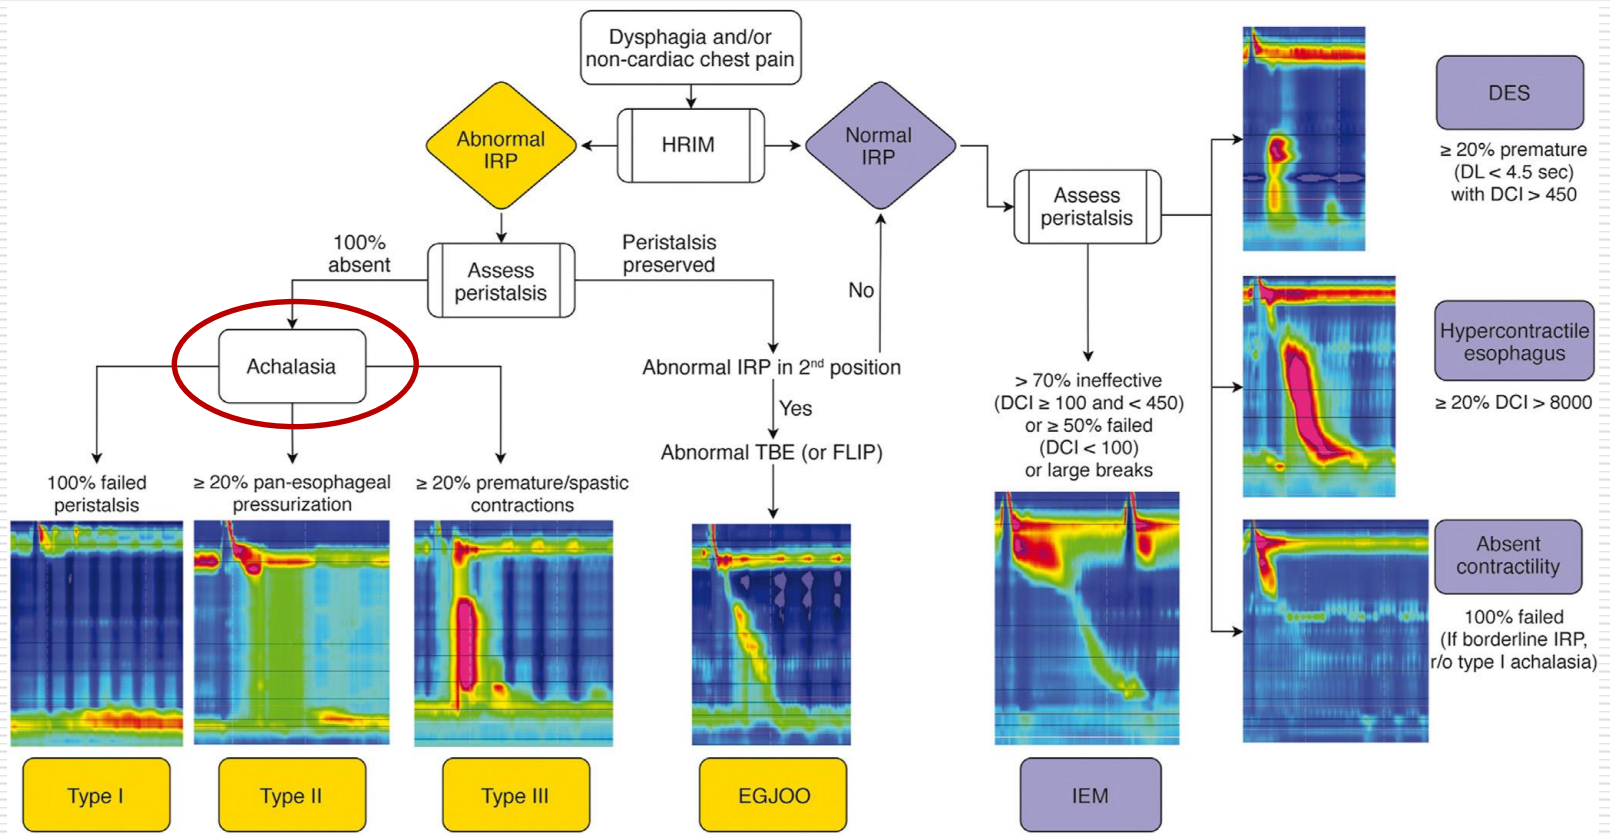 Dysphagia and/or
non-cardiac chest pain
Abnormal
IRP
HRIM
Normal
IRP
Assess
peristalsis
100%
absent
Assess
peristalsis
Peristalsis
preserved
No
Achalasia
Abnormal IRP in 2nd position
Yes
Abnormal TBE (or FLIP)
100% failed
peristalsis
≥ 20% pan-esophageal
pressurization
≥ 20% premature/spastic
contractions
> 70% ineffective
(DCI ≥ 100 and < 450)
or ≥ 50% failed
(DCI < 100)
or large breaks
DES
≥ 20% premature
(DL < 4.5 sec)
with DCI > 450
Hypercontractile
esophagus
≥ 20% DCI > 8000
Absent
contractility
100% failed
(If borderline IRP,
r/o type I achalasia)
Type I
Type II
Type III
EGJOO
IEM